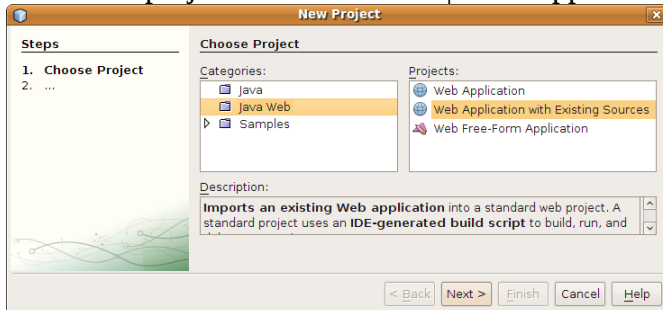 New Project
Steps
1. Choose Project
2. ...
Choose Project
Categories:
Java
Java Web
Samples
Projects:
Web Application
Web Application with Existing Sources
Web Free-Form Application
Description:
Imports an existing Web application into a standard web project. A
standard project uses an IDE-generated build script to build, run, and
< Back Next > Finish Cancel Help